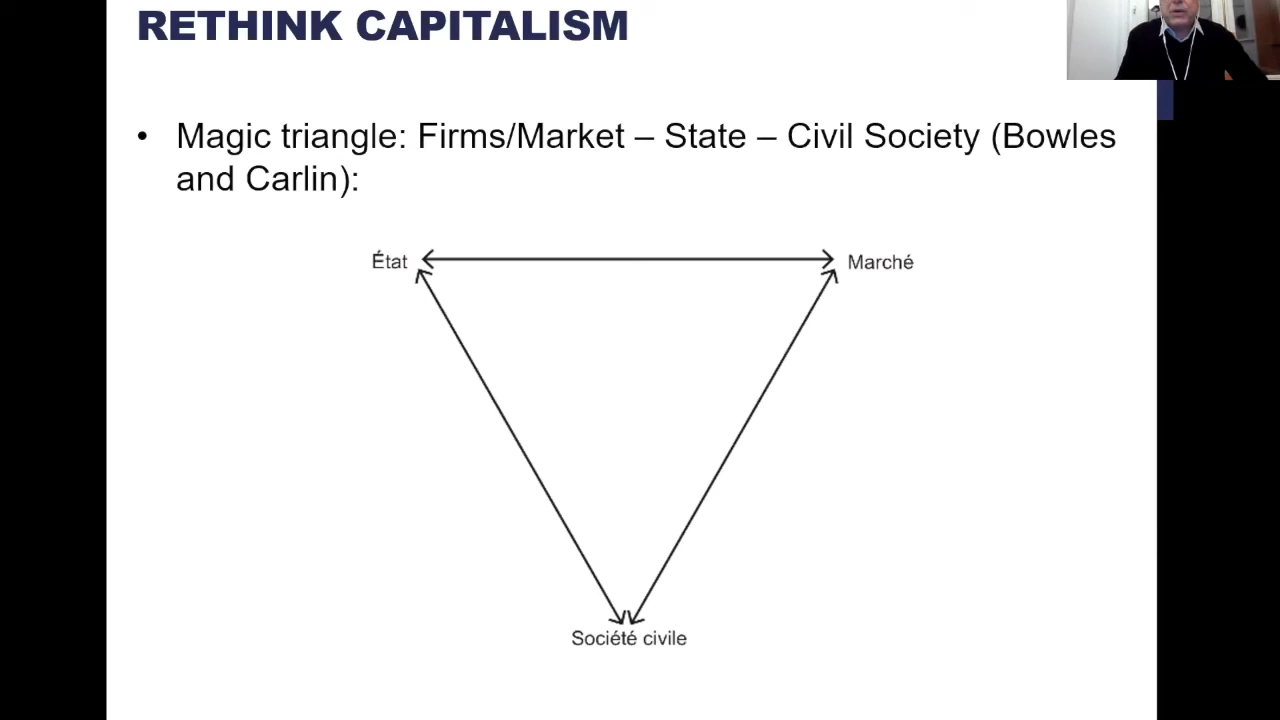 RETHINK CAPITALISM
• Magic triangle: Firms/Market – State – Civil Society (Bowles
and Carlin):
État
Marché
Société civile